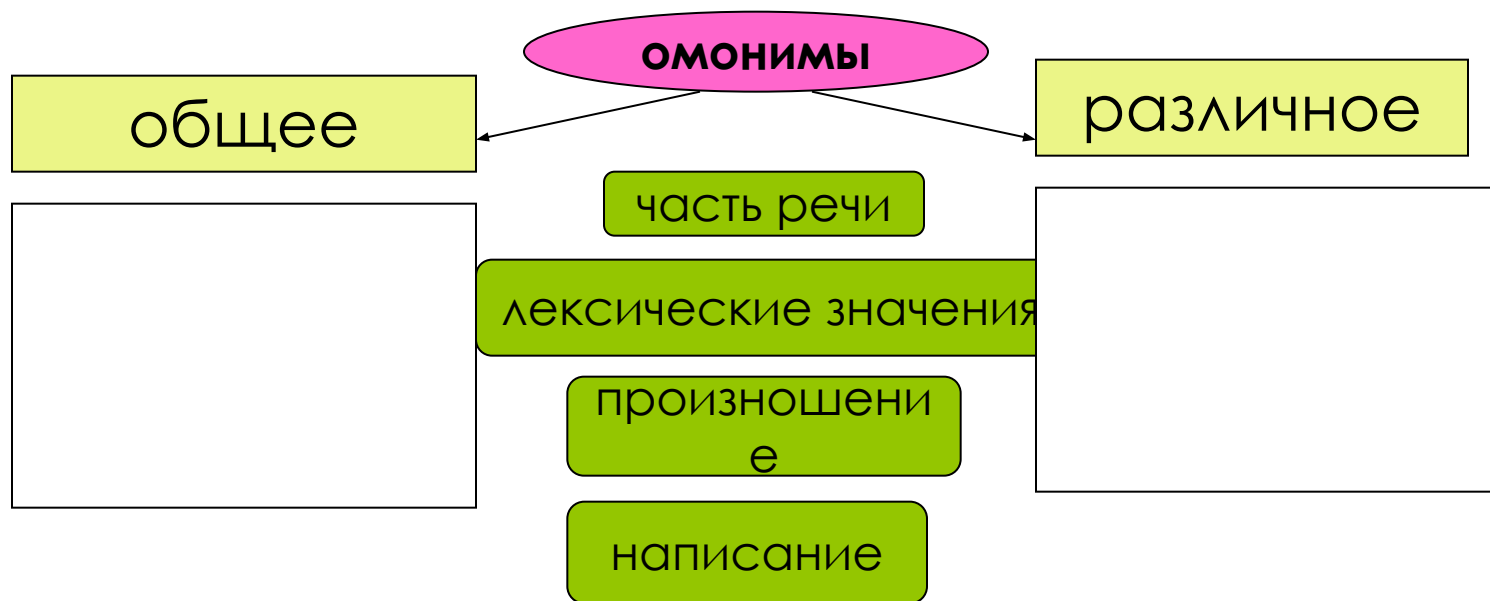 омонимы
общее
различное
часть речи
лексические значения
произношени
е
написание